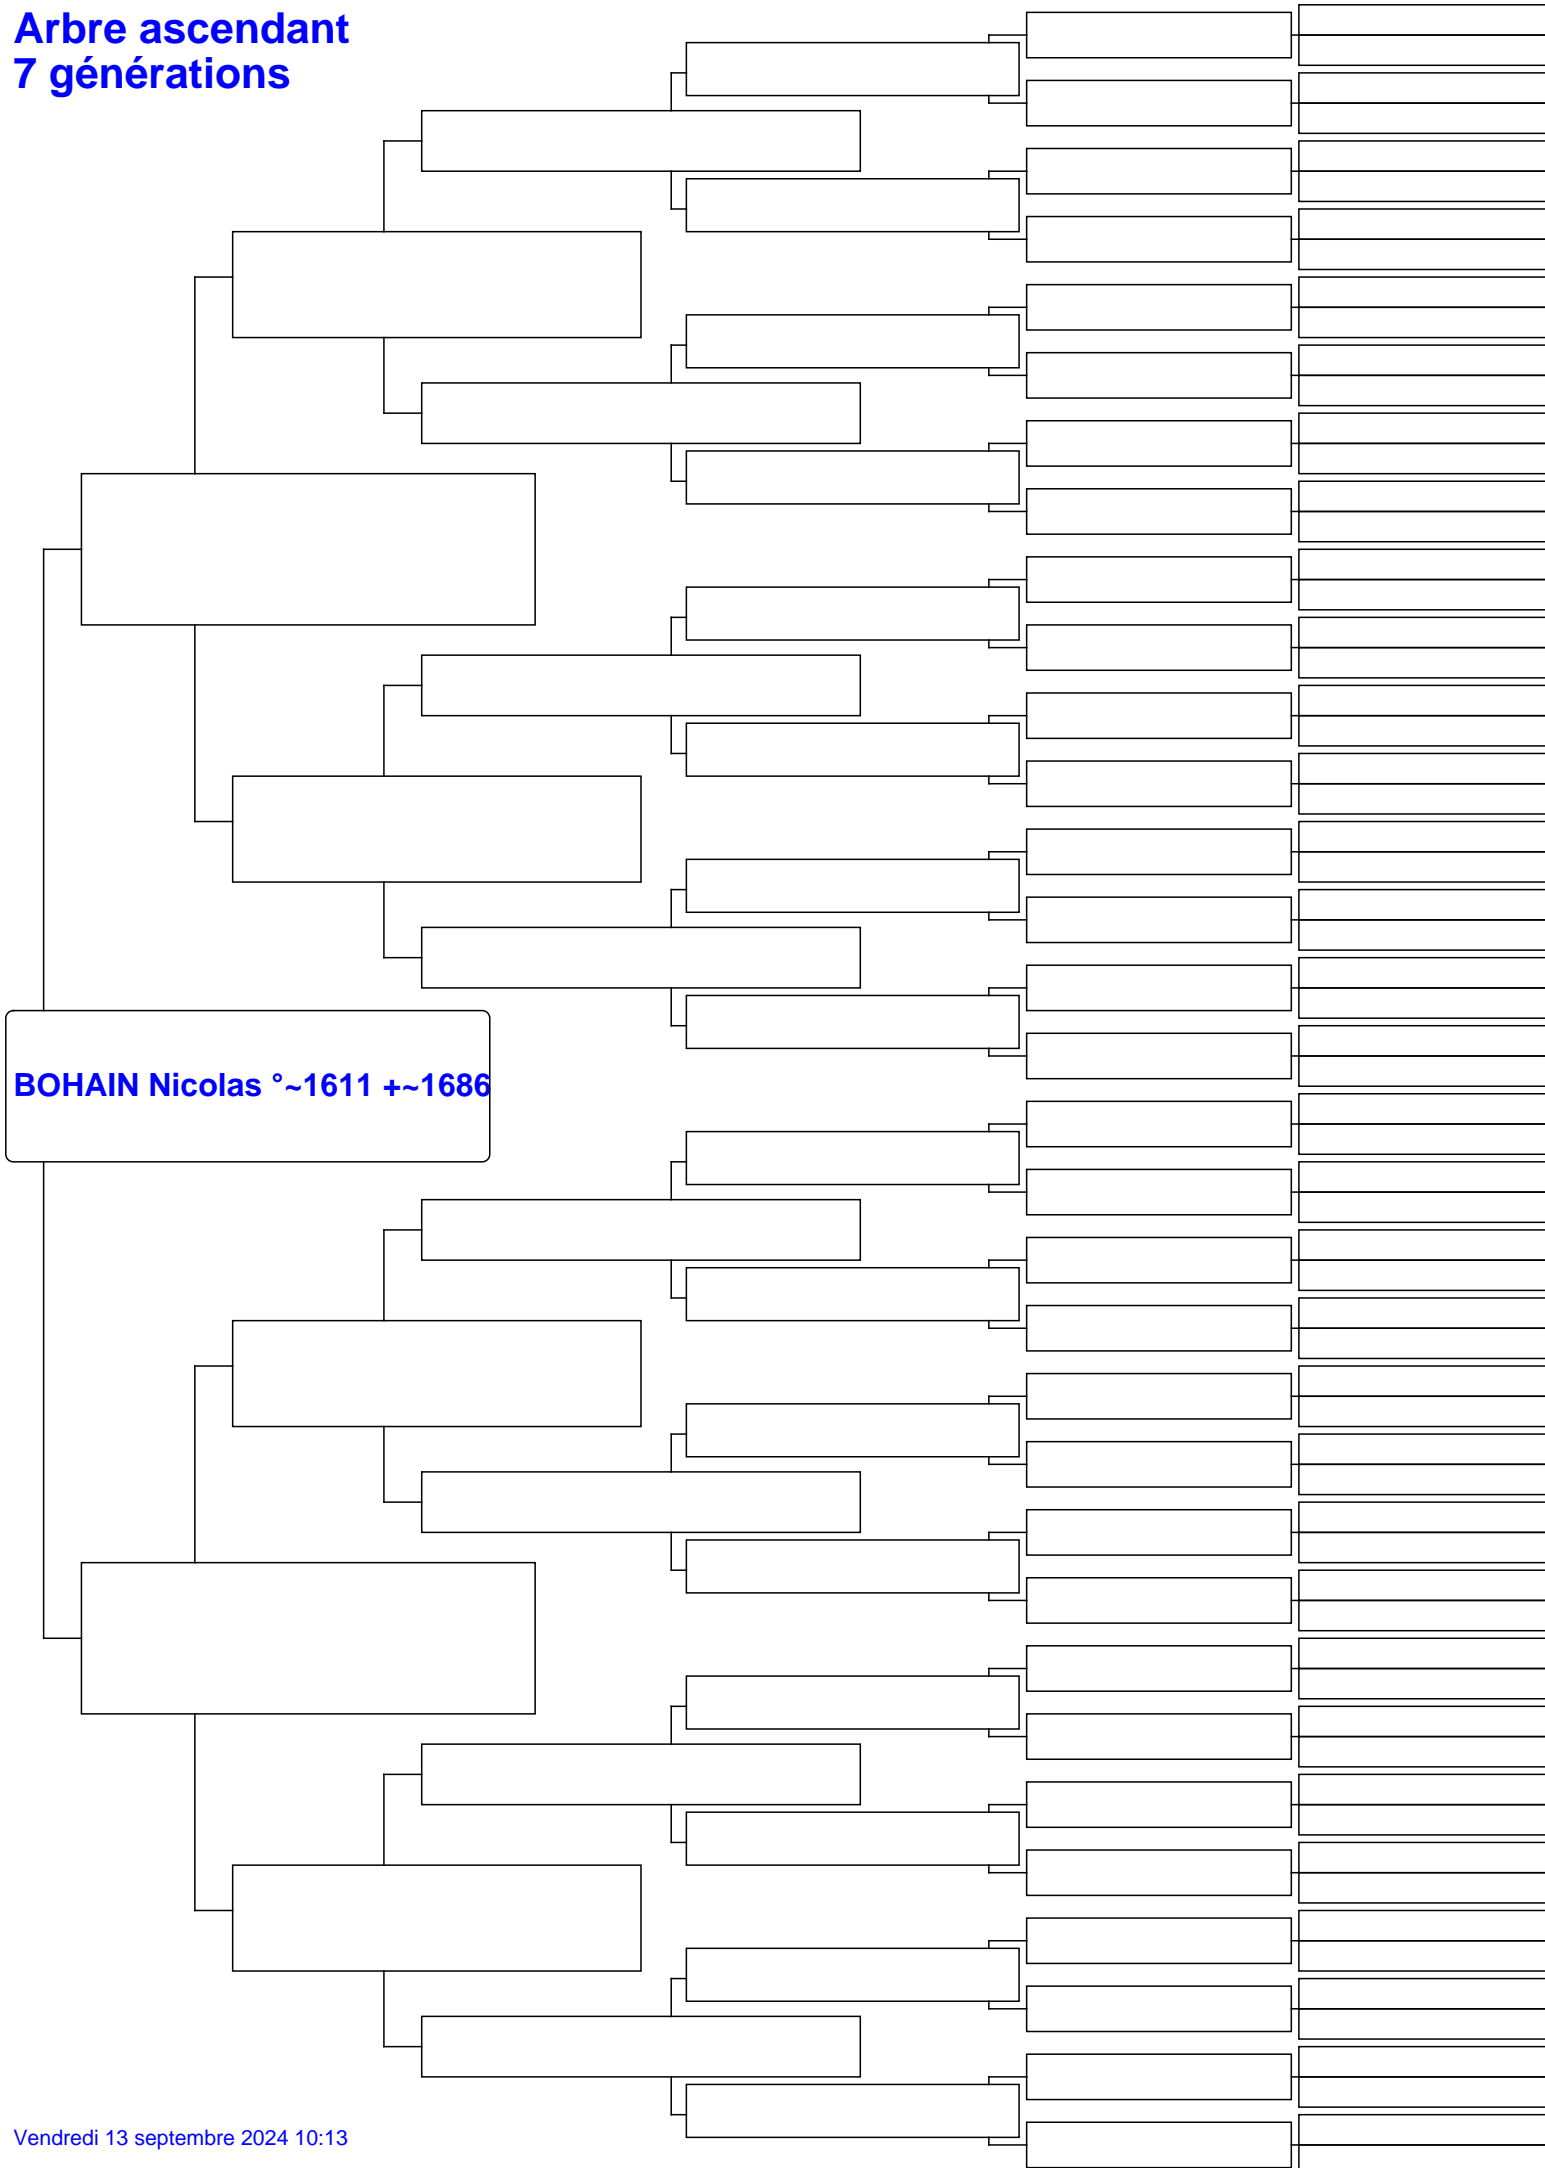 Arbre ascendant
7 générations
BOHAIN Nicolas °~1611 +~1686
Vendredi 13 septembre 2024 10:13